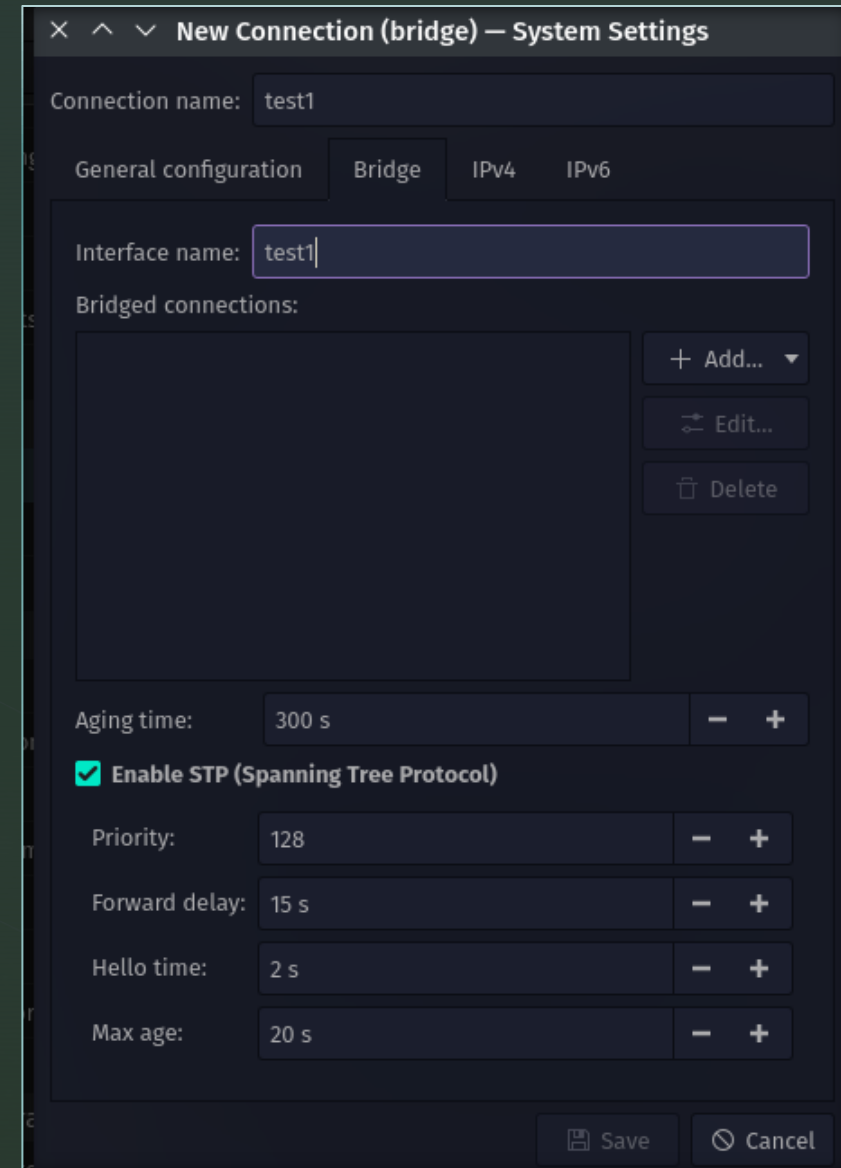 New Connection (bridge) — System Settings
Connection name: test1
General configuration Bridge IPv4 IPv6
Interface name: test1
Bridged connections:
Add...
Edit...
Delete
Aging time: 300 s
Enable STP (Spanning Tree Protocol)
Priority: 128
Forward delay: 15 s
Hello time: 2 s
Max age: 20 s
Save Cancel